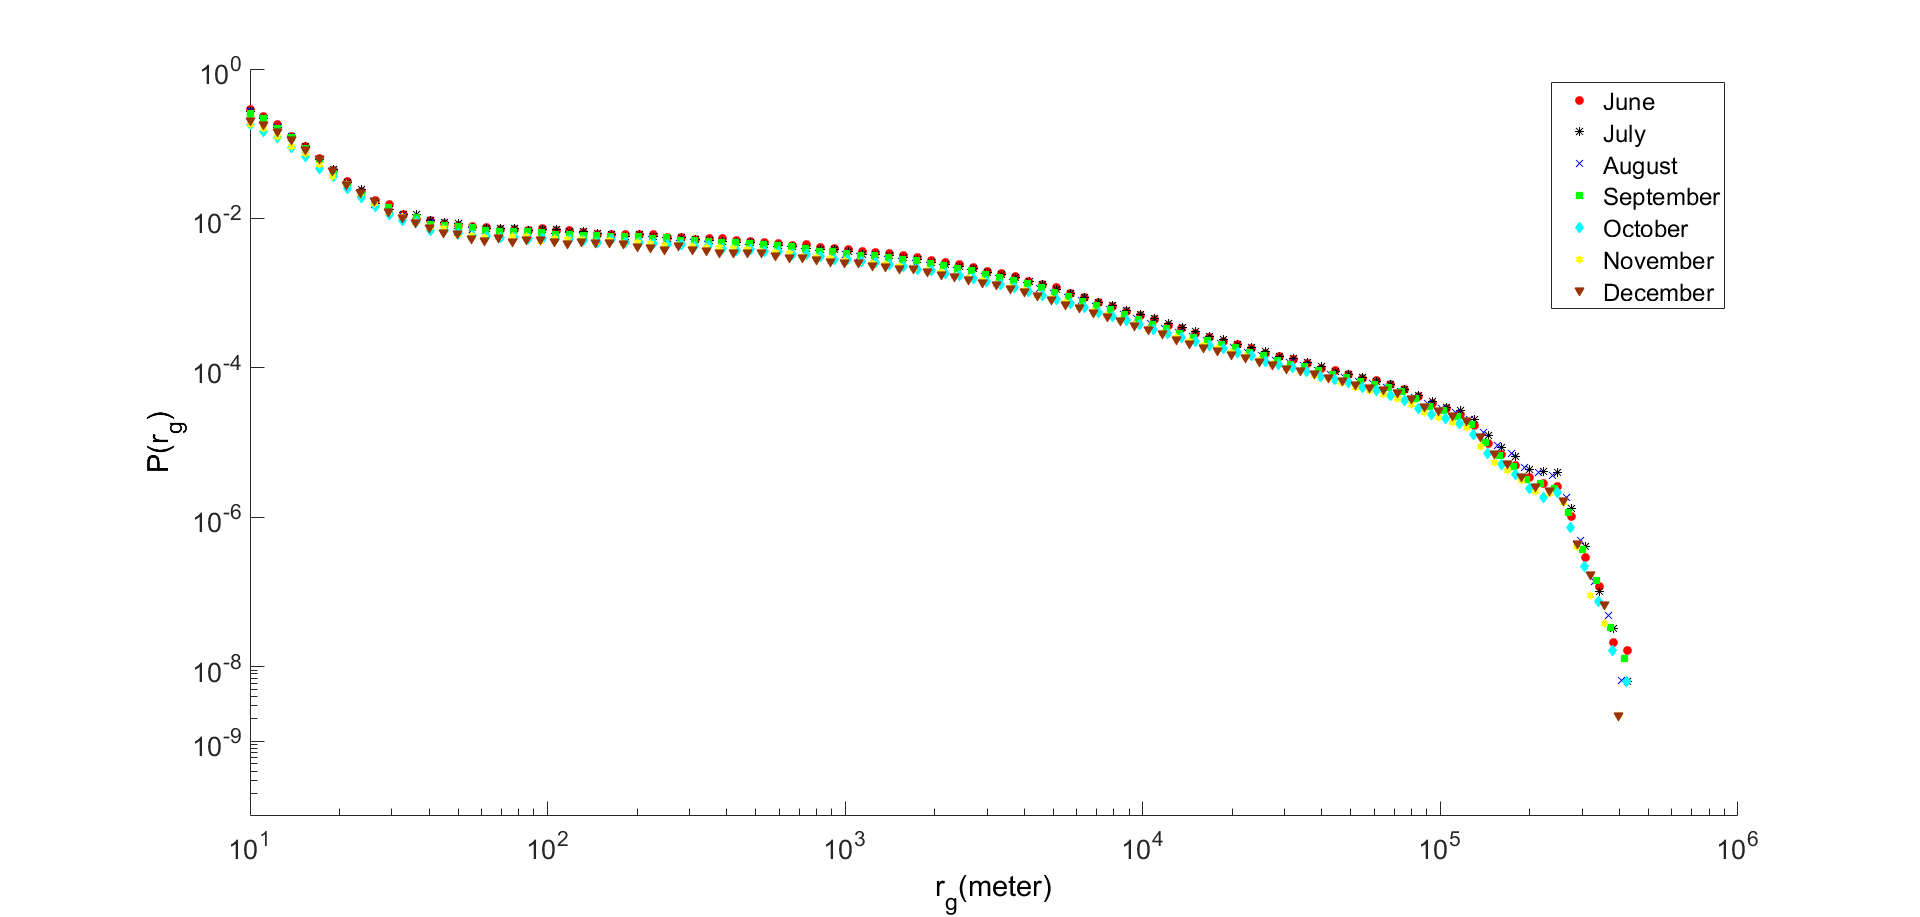 10^0
10^-2
10^-4
10^-6
10^-8
10^-9
P(r_g)
10^1 10^2 10^3 10^4 10^5 10^6
r_g(meter)
June
July
August
September
October
November
December